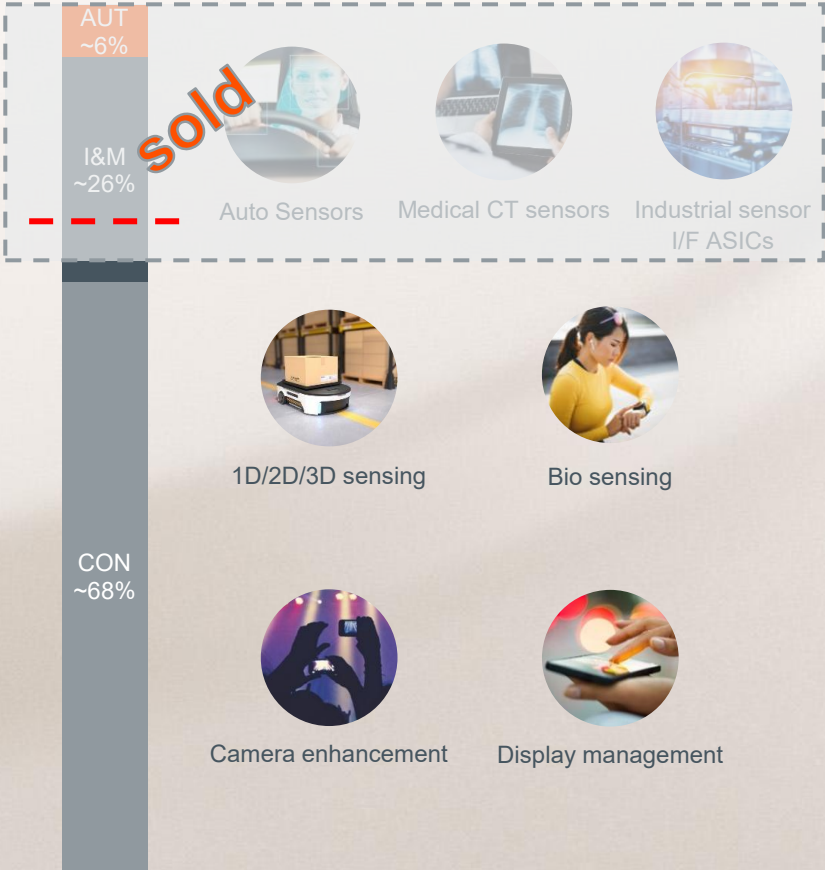 AUT
~6%
sold
I&M
~26%
Auto Sensors
Medical CT sensors
Industrial sensor
I/F ASICs
1D/2D/3D sensing
Bio sensing
CON
~68%
Camera enhancement
Display management